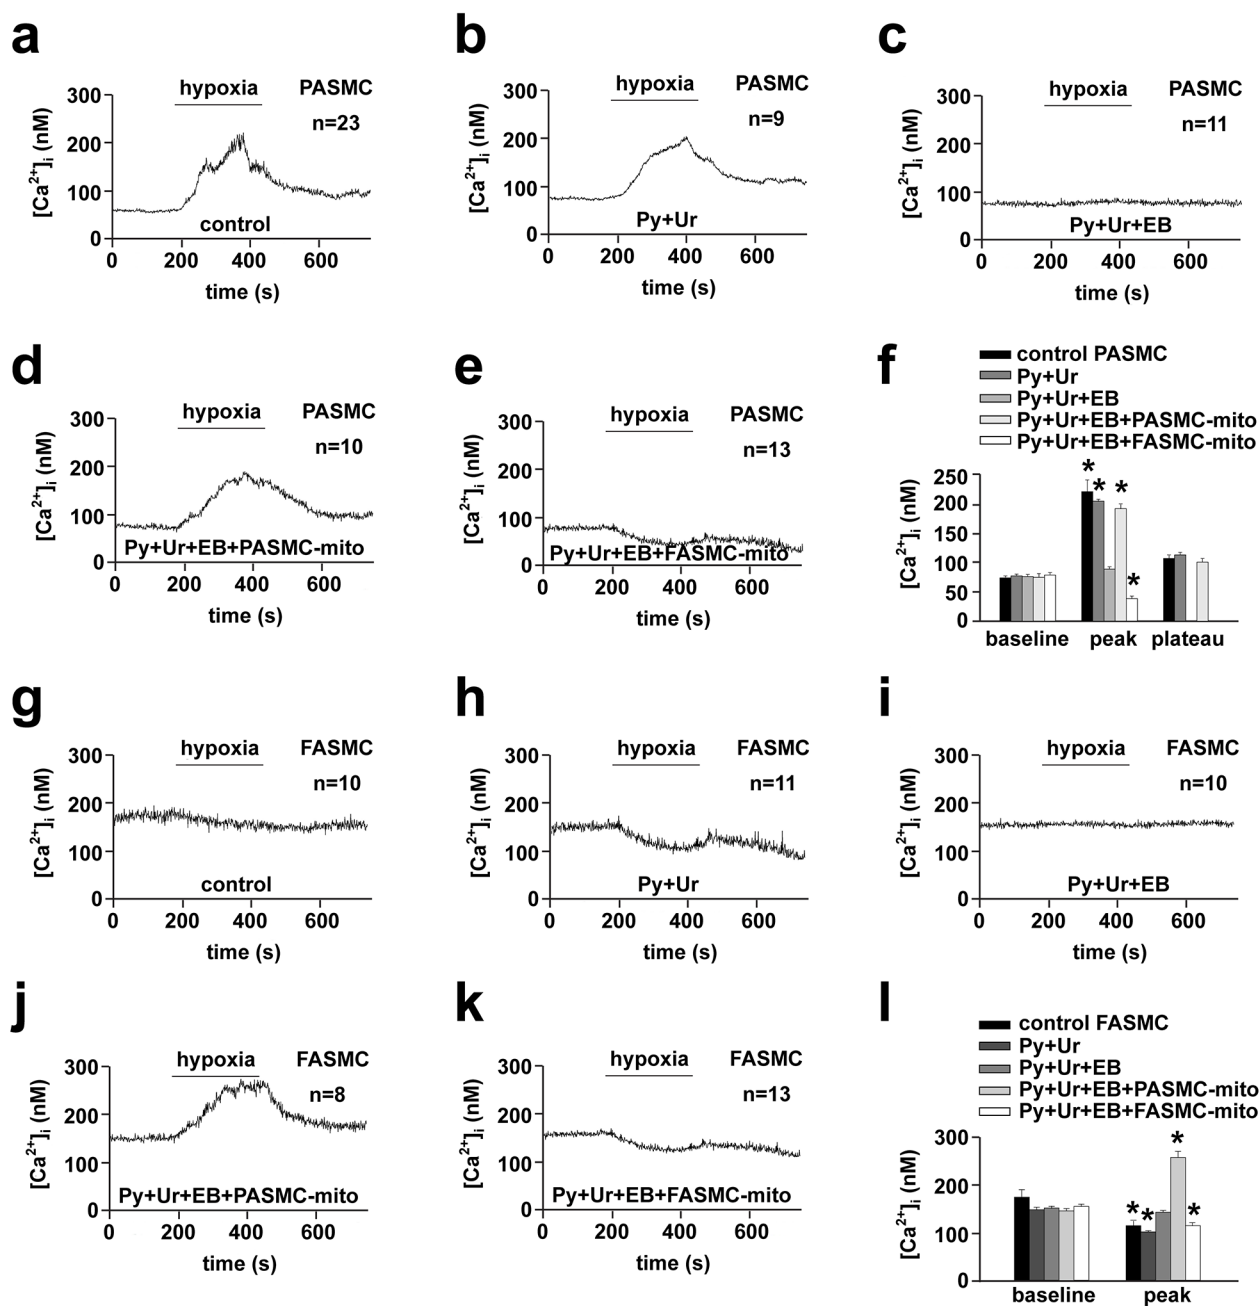 a
hypoxia PASMC
n=23
[Ca²⁺]ᵢ (nM)
300
200
100
0
control
0 200 400 600
time (s)
b
hypoxia PASMC
n=9
[Ca²⁺]ᵢ (nM)
300
200
100
0
Py+Ur
0 200 400 600
time (s)
c
hypoxia PASMC
n=11
[Ca²⁺]ᵢ (nM)
300
200
100
0
Py+Ur+EB
0 200 400 600
time (s)
d
hypoxia PASMC
n=10
[Ca²⁺]ᵢ (nM)
300
200
100
0
Py+Ur+EB+PASMC-mito
0 200 400 600
time (s)
e
hypoxia PASMC
n=13
[Ca²⁺]ᵢ (nM)
300
200
100
0
Py+Ur+EB+FASMC-mito
0 200 400 600
time (s)
f
control PASMC
Py+Ur
Py+Ur+EB
Py+Ur+EB+PASMC-mito
Py+Ur+EB+FASMC-mito
[Ca²⁺]ᵢ (nM)
250
200
150
100
50
0
* * * *
baseline peak plateau
g
hypoxia FASMC
n=10
[Ca²⁺]ᵢ (nM)
300
200
100
0
control
0 200 400 600
time (s)
h
hypoxia FASMC
n=11
[Ca²⁺]ᵢ (nM)
300
200
100
0
Py+Ur
0 200 400 600
time (s)
i
hypoxia FASMC
n=10
[Ca²⁺]ᵢ (nM)
300
200
100
0
Py+Ur+EB
0 200 400 600
time (s)
j
hypoxia FASMC
n=8
[Ca²⁺]ᵢ (nM)
300
200
100
0
Py+Ur+EB+PASMC-mito
0 200 400 600
time (s)
k
hypoxia FASMC
n=13
[Ca²⁺]ᵢ (nM)
300
200
100
0
Py+Ur+EB+FASMC-mito
0 200 400 600
time (s)
l
control FASMC
Py+Ur
Py+Ur+EB
Py+Ur+EB+PASMC-mito
Py+Ur+EB+FASMC-mito
[Ca²⁺]ᵢ (nM)
300
200
100
0
* * * *
baseline peak